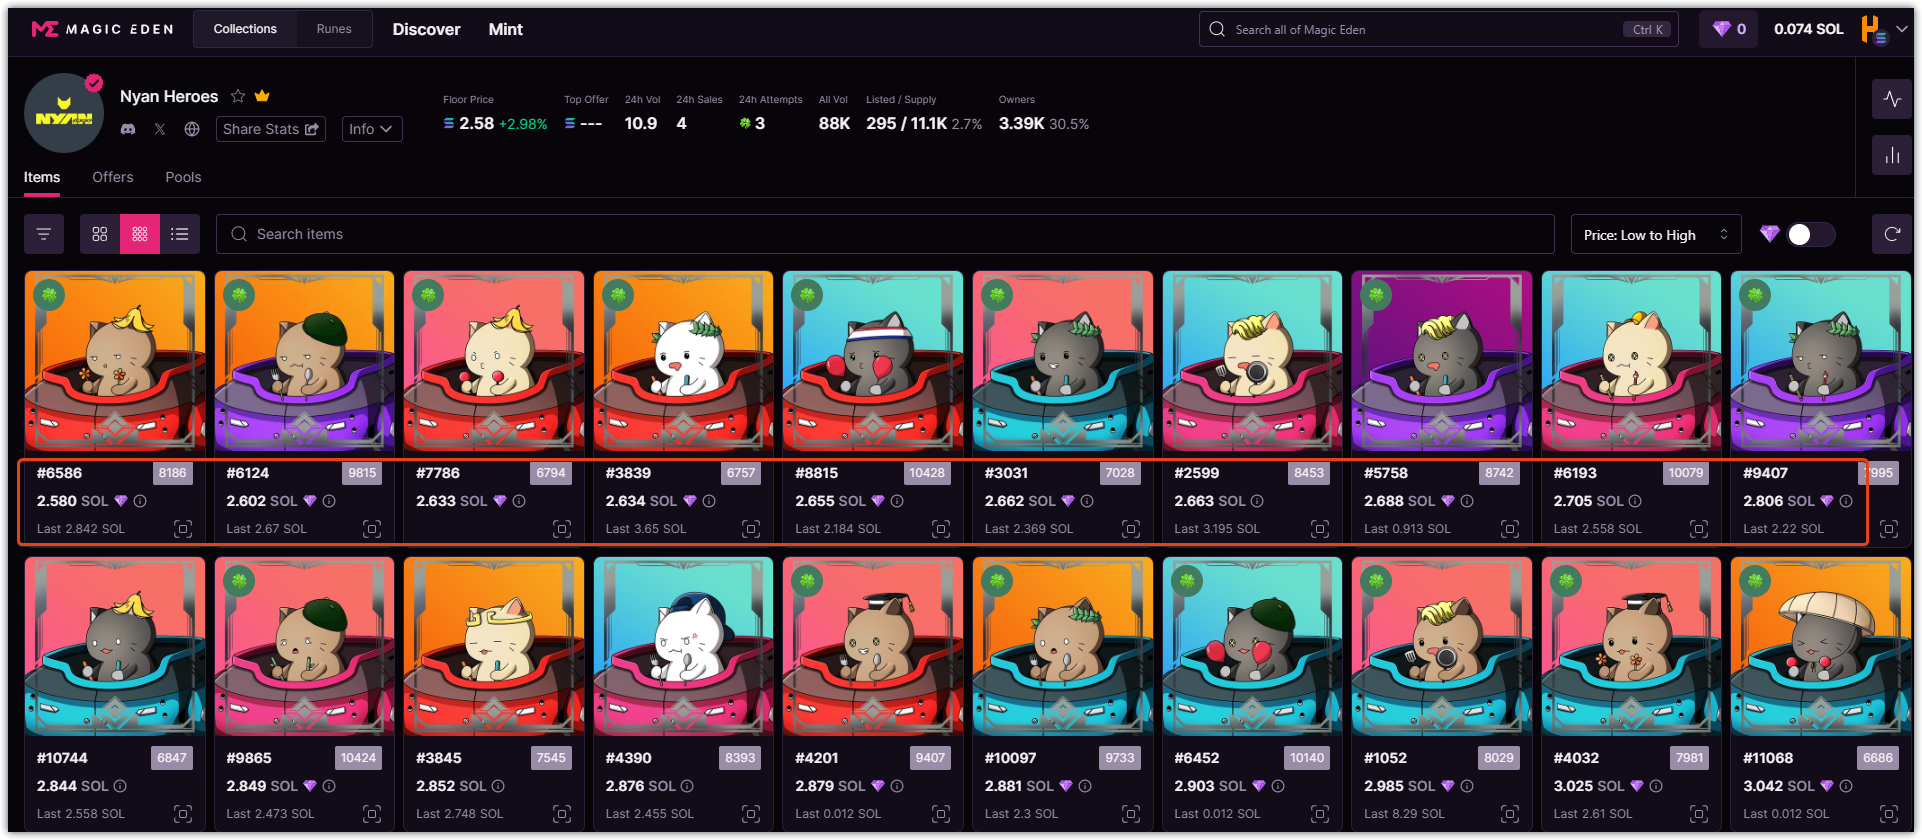 MAGIC EDEN
Collections
Runes
Discover
Mint
Search all of Magic Eden
Ctrl K
0
0.074 SOL
NYAN
Nyan Heroes
Share Stats
Info
Floor Price
2.58 +2.98%
Top Offer
---
24h Vol
10.9
24h Sales
4
24h Attempts
3
All Vol
88K
Listed / Supply
295 / 11.1K 2.7%
Owners
3.39K 30.5%
Items
Offers
Pools
Search items
Price: Low to High
#6586 8186
2.580 SOL
Last 2.842 SOL
#6124 9815
2.602 SOL
Last 2.67 SOL
#7786 6794
2.633 SOL
#3839 6757
2.634 SOL
Last 3.65 SOL
#8815 10428
2.655 SOL
Last 2.184 SOL
#3031 7028
2.662 SOL
Last 2.369 SOL
#2599 8453
2.663 SOL
Last 3.195 SOL
#5758 8742
2.688 SOL
Last 0.913 SOL
#6193 10079
2.705 SOL
Last 2.558 SOL
#9407
2.806 SOL
Last 2.22 SOL
#10744 6847
2.844 SOL
Last 2.558 SOL
#9865 10424
2.849 SOL
Last 2.473 SOL
#3845 7545
2.852 SOL
Last 2.748 SOL
#4390 8393
2.876 SOL
Last 2.455 SOL
#4201 9407
2.879 SOL
Last 0.012 SOL
#10097 9733
2.881 SOL
Last 2.3 SOL
#6452 10140
2.903 SOL
Last 0.012 SOL
#1052 8029
2.985 SOL
Last 8.29 SOL
#4032 7981
3.025 SOL
Last 2.61 SOL
#11068 6686
3.042 SOL
Last 0.012 SOL